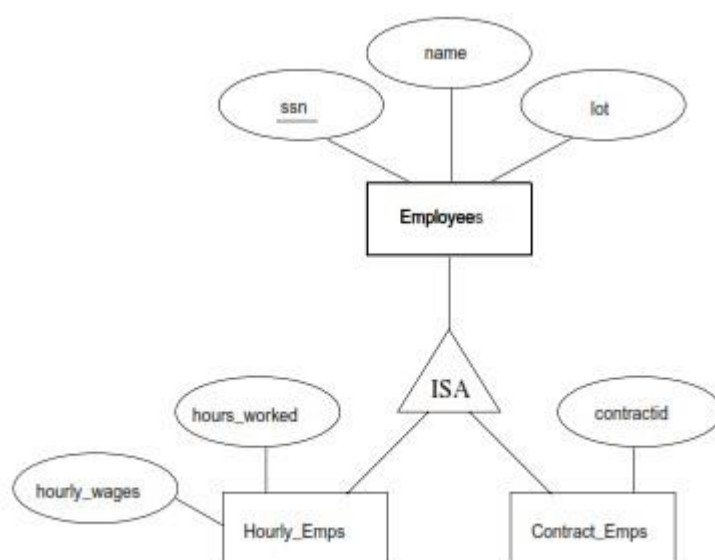 name
ssn
lot
Employees
ISA
hours_worked
contractid
hourly_wages
Hourly_Emps
Contract_Emps